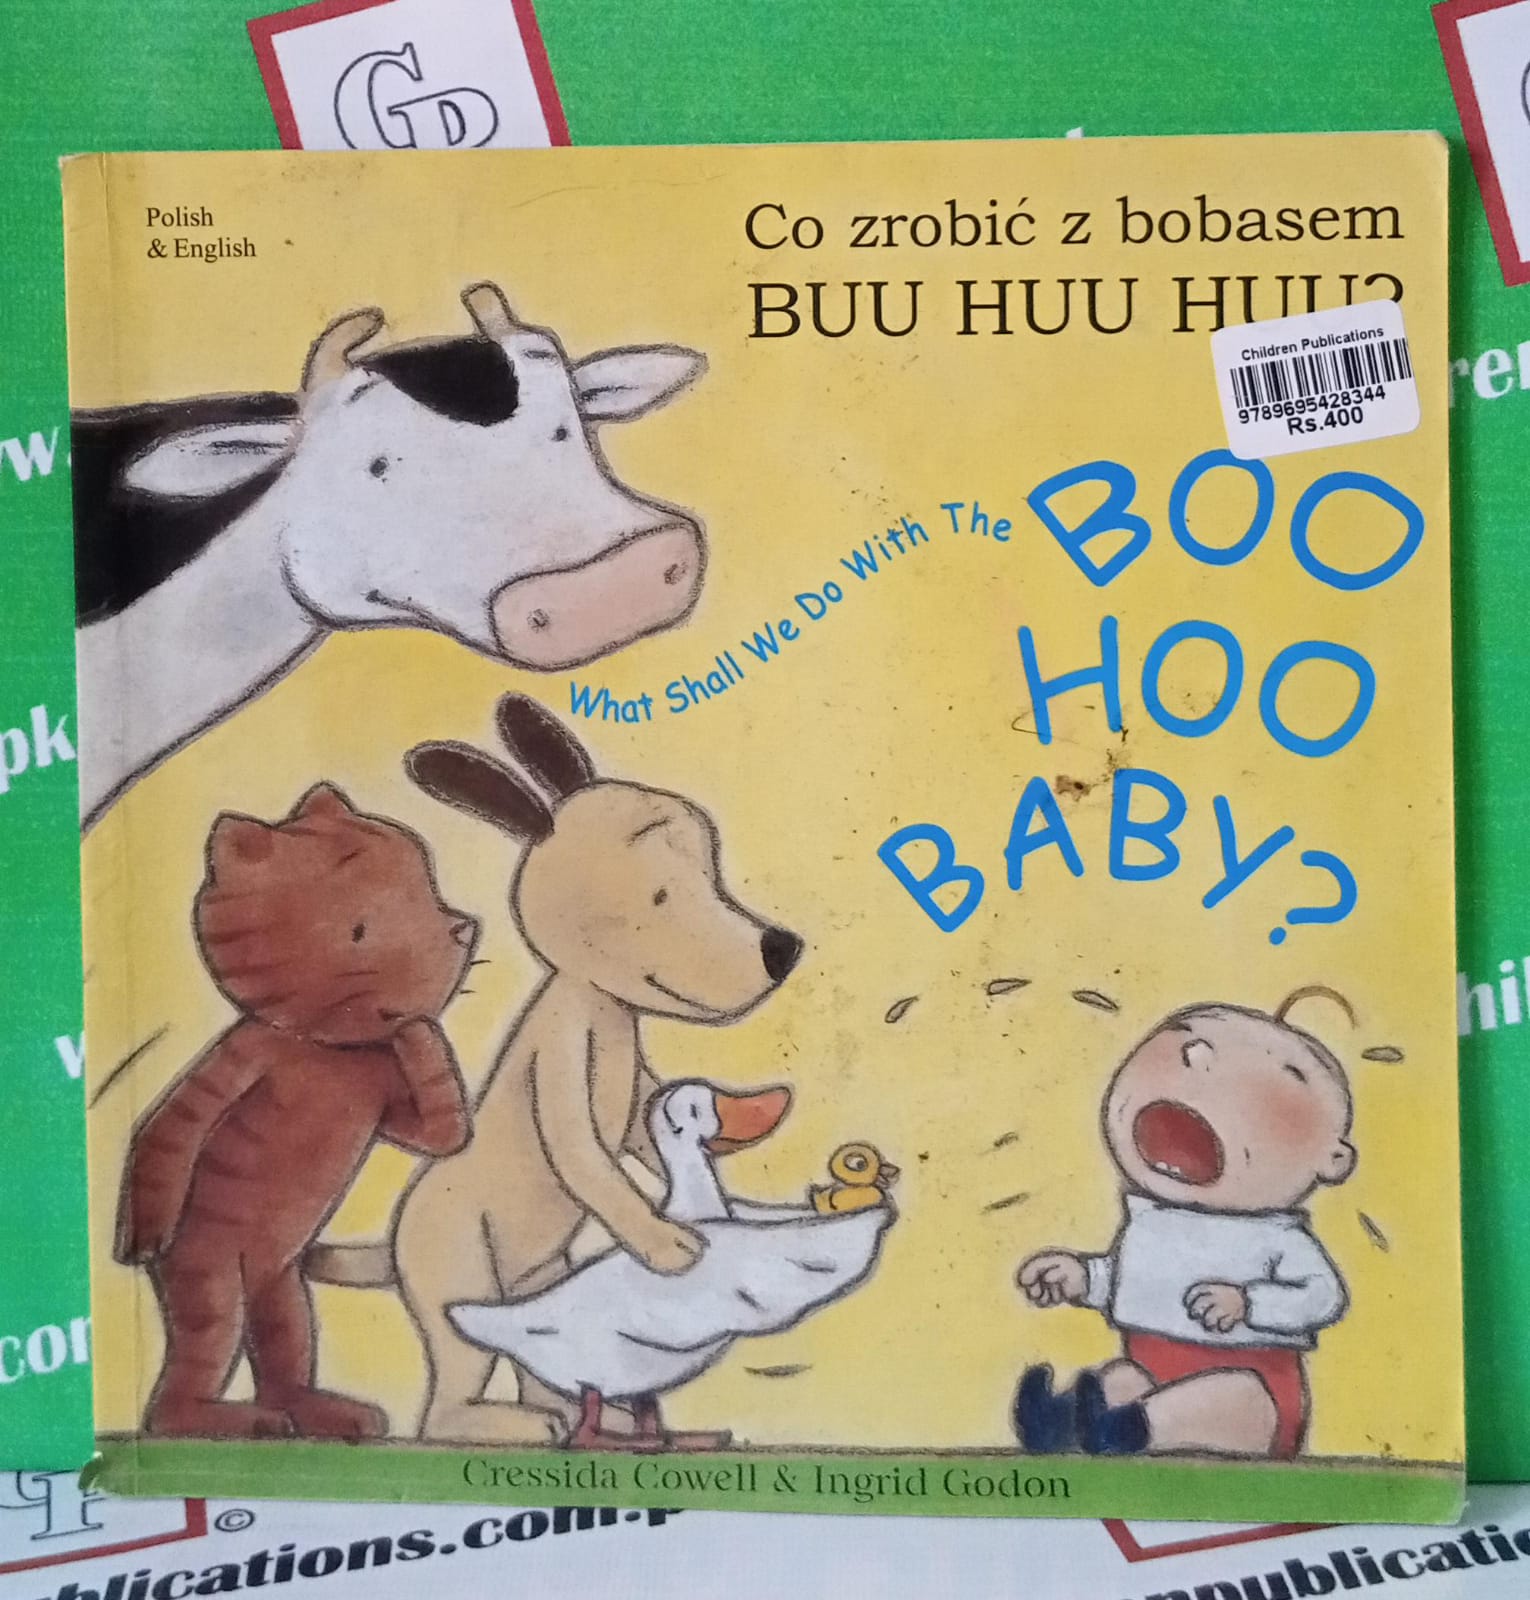 Polish
& English
Co zrobić z bobasem
BUU HUU HUU?
Children Publications
9789695428344
Rs.400
What Shall We Do With The
BOO
HOO
BABY?
Cressida Cowell & Ingrid Godon
©